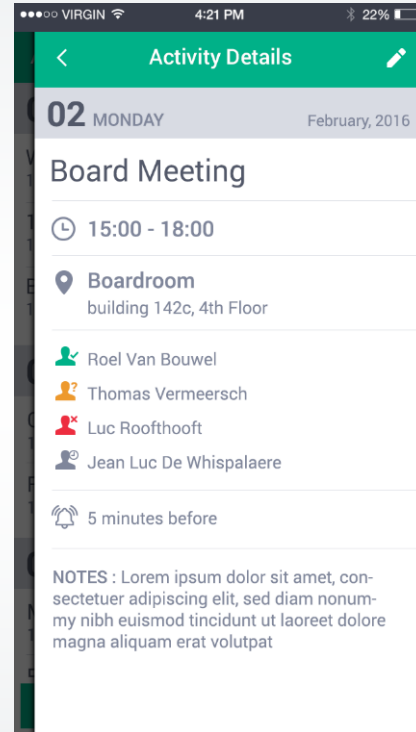 VIRGIN 4:21 PM 22%
Activity Details
02 MONDAY February, 2016
Board Meeting
15:00 - 18:00
Boardroom
building 142c, 4th Floor
Roel Van Bouwel
Thomas Vermeersch
Luc Roofthooft
Jean Luc De Whispalaere
5 minutes before
NOTES : Lorem ipsum dolor sit amet, con-
sectetuer adipiscing elit, sed diam nonum-
my nibh euismod tincidunt ut laoreet dolore
magna aliquam erat volutpat